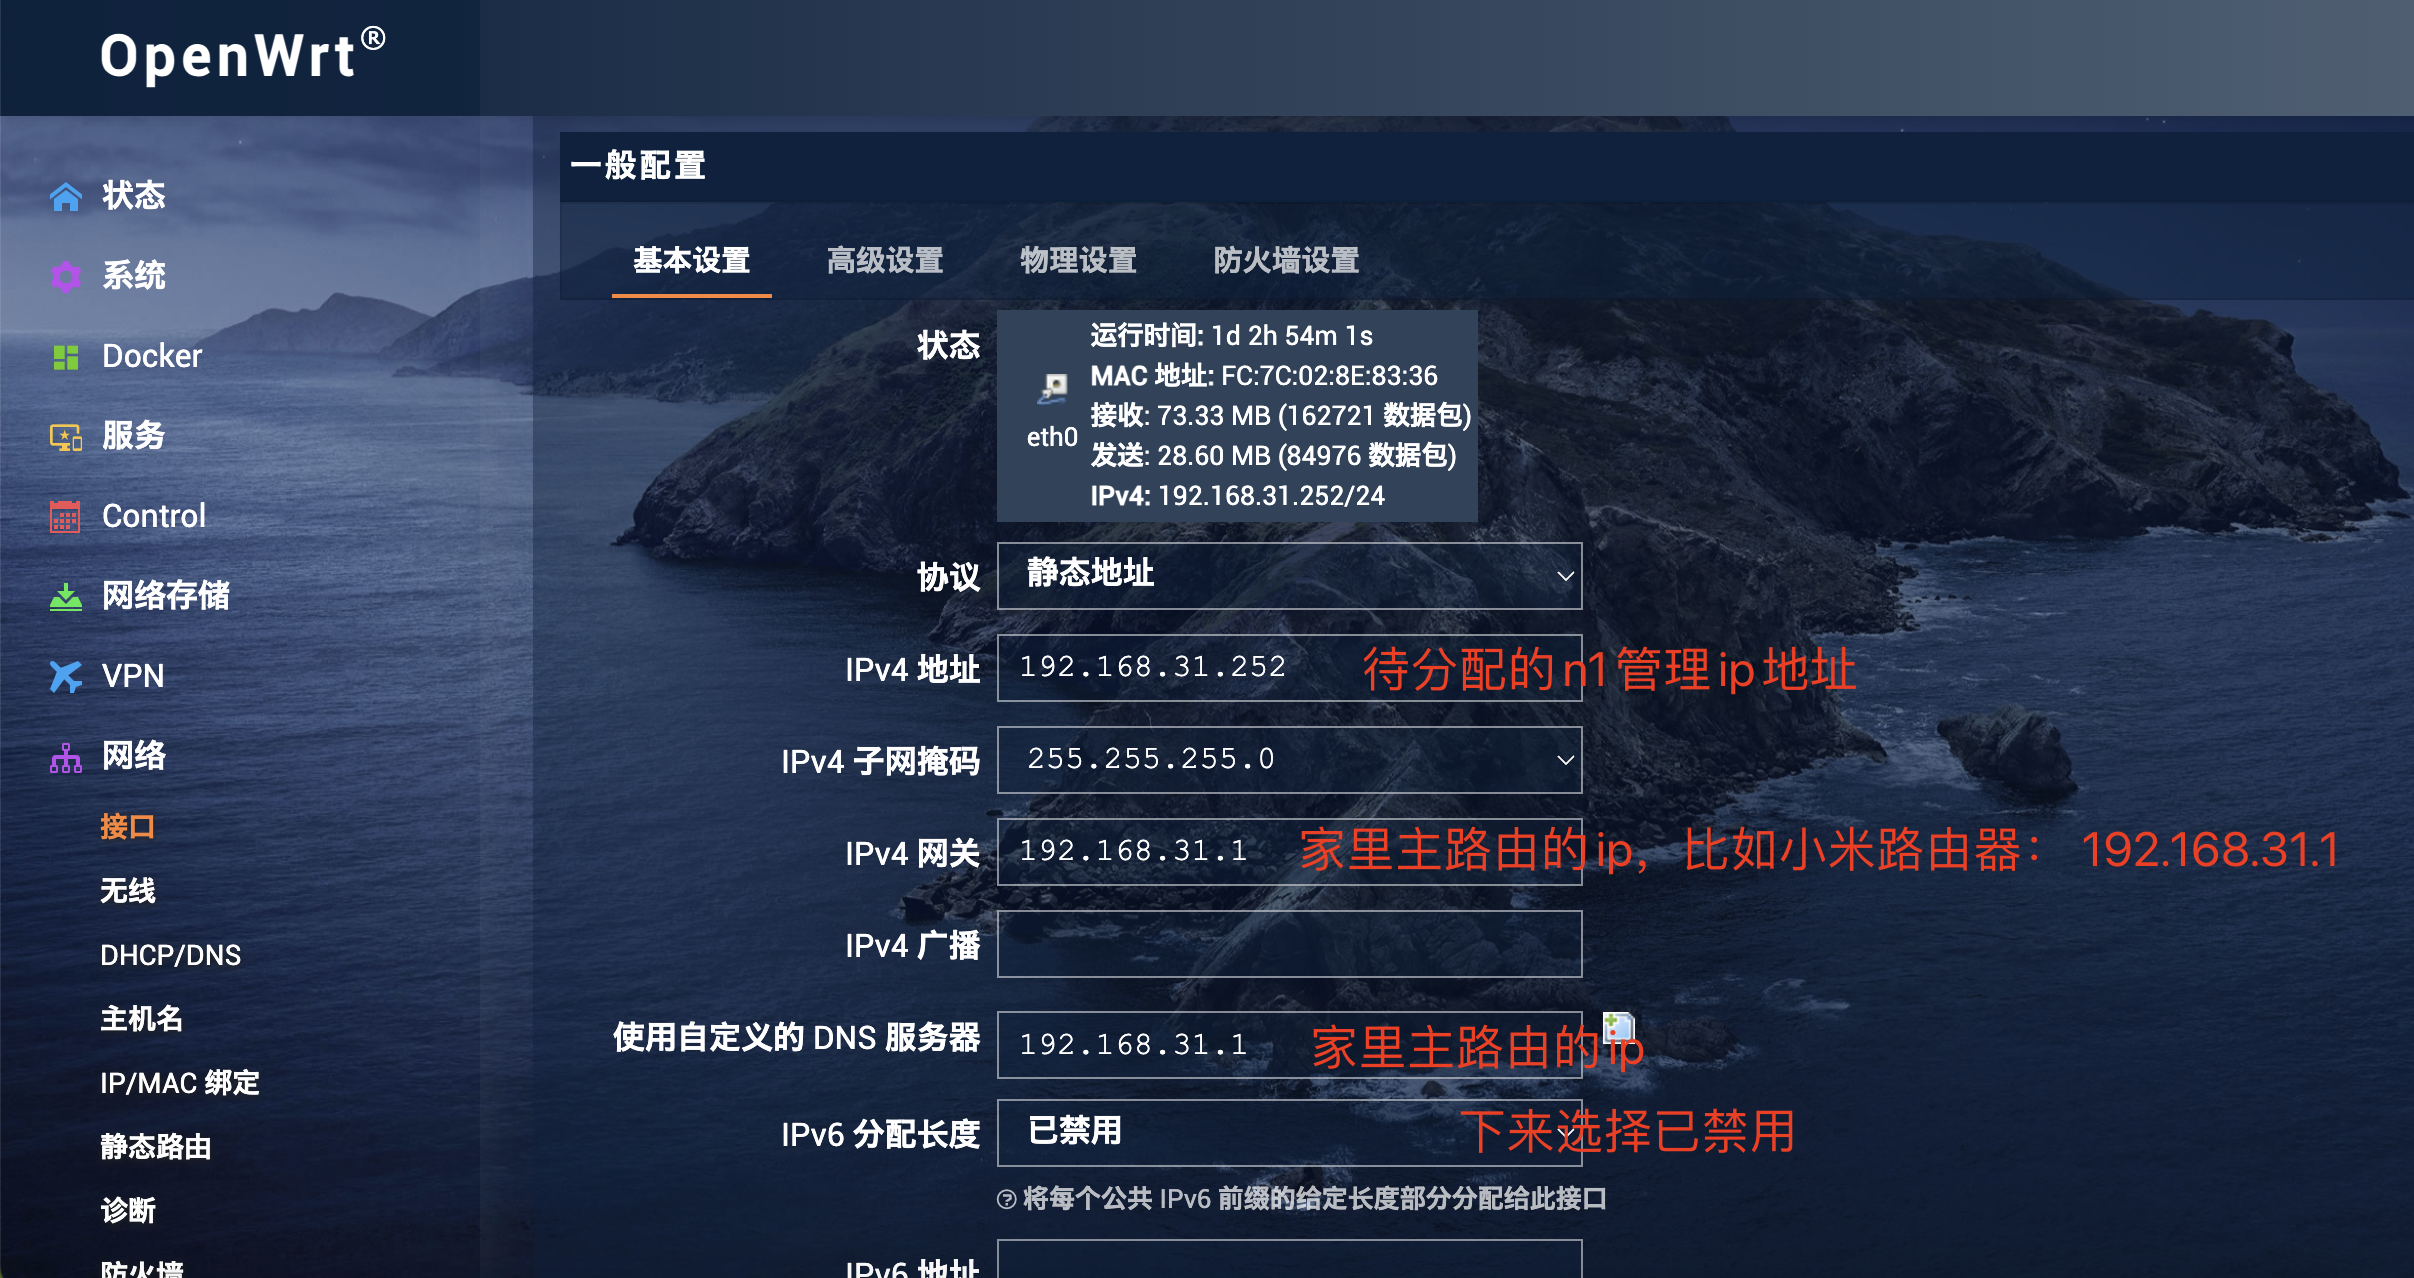 OpenWrt®
状态
系统
Docker
服务
Control
网络存储
VPN
网络
接口
无线
DHCP/DNS
主机名
IP/MAC 绑定
静态路由
诊断
防火墙
一般配置
基本设置 高级设置 物理设置 防火墙设置
状态
eth0
运行时间: 1d 2h 54m 1s
MAC 地址: FC:7C:02:8E:83:36
接收: 73.33 MB (162721 数据包)
发送: 28.60 MB (84976 数据包)
IPv4: 192.168.31.252/24
协议 静态地址
IPv4 地址 192.168.31.252 待分配的n1管理ip地址
IPv4 子网掩码 255.255.255.0
IPv4 网关 192.168.31.1 家里主路由的ip，比如小米路由器： 192.168.31.1
IPv4 广播
使用自定义的 DNS 服务器 192.168.31.1 家里主路由的ip
IPv6 分配长度 已禁用 下来选择已禁用
将每个公共 IPv6 前缀的给定长度部分分配给此接口
IPv6 地址